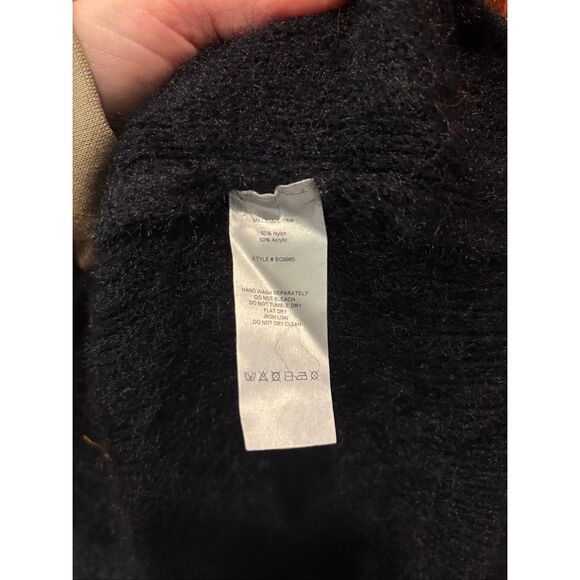 MADE IN CHINA
50% Nylon
50% Acrylic
STYLE # BG9985
HAND WASH SEPARATELY
DO NOT BLEACH
DO NOT TUMBLE DRY
FLAT DRY
IRON LOW
DO NOT DRY CLEAN